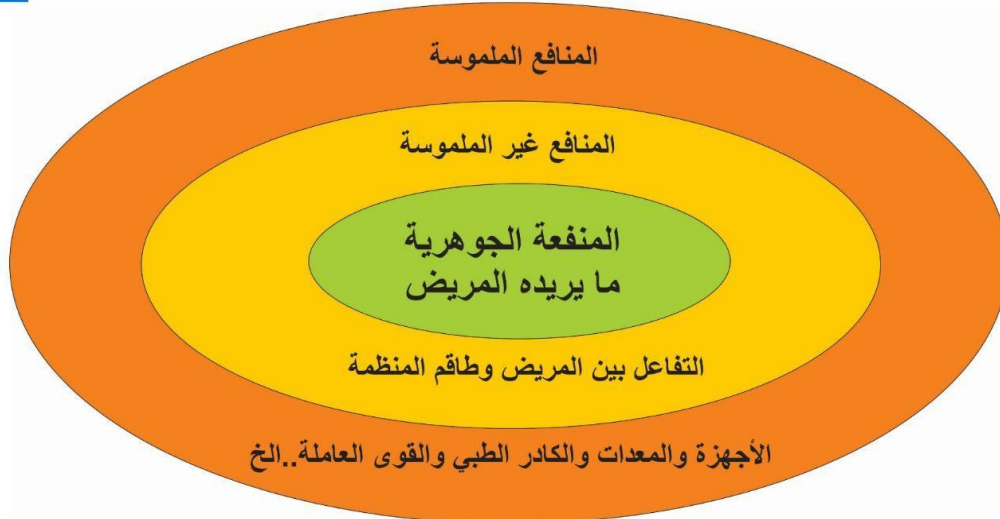 المنافع الملموسة
المنافع غير الملموسة
المنفعة الجوهرية
ما يريده المريض
التفاعل بين المريض وطاقم المنظمة
الأجهزة والمعدات والكادر الطبي والقوى العاملة..الخ